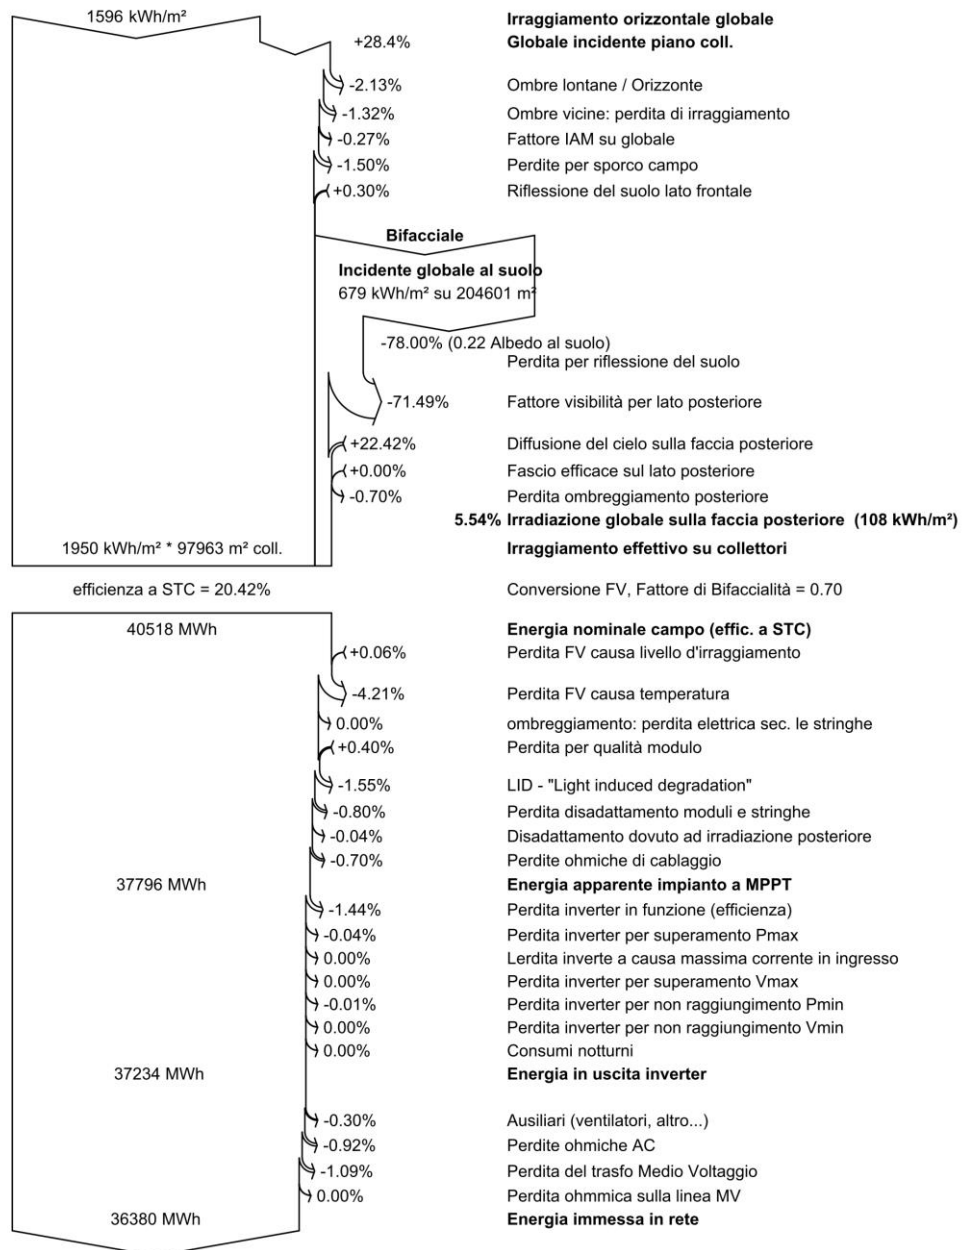 1596 kWh/m² Irraggiamento orizzontale globale
+28.4% Globale incidente piano coll.
-2.13% Ombre lontane / Orizzonte
-1.32% Ombre vicine: perdita di irraggiamento
-0.27% Fattore IAM su globale
-1.50% Perdite per sporco campo
+0.30% Riflessione del suolo lato frontale
Bifacciale
Incidente globale al suolo
679 kWh/m² su 204601 m²
-78.00% (0.22 Albedo al suolo)
Perdita per riflessione del suolo
-71.49% Fattore visibilità per lato posteriore
+22.42% Diffusione del cielo sulla faccia posteriore
+0.00% Fascio efficace sul lato posteriore
-0.70% Perdita ombreggiamento posteriore
5.54% Irradiazione globale sulla faccia posteriore (108 kWh/m²)
1950 kWh/m² * 97963 m² coll. Irraggiamento effettivo su collettori
efficienza a STC = 20.42% Conversione FV, Fattore di Bifaccialità = 0.70
40518 MWh Energia nominale campo (effic. a STC)
+0.06% Perdita FV causa livello d'irraggiamento
-4.21% Perdita FV causa temperatura
0.00% ombreggiamento: perdita elettrica sec. le stringhe
+0.40% Perdita per qualità modulo
-1.55% LID - "Light induced degradation"
-0.80% Perdita disadattamento moduli e stringhe
-0.04% Disadattamento dovuto ad irradiazione posteriore
-0.70% Perdite ohmiche di cablaggio
37796 MWh Energia apparente impianto a MPPT
-1.44% Perdita inverter in funzione (efficienza)
-0.04% Perdita inverter per superamento Pmax
0.00% Lerdita inverte a causa massima corrente in ingresso
0.00% Perdita inverter per superamento Vmax
-0.01% Perdita inverter per non raggiungimento Pmin
0.00% Perdita inverter per non raggiungimento Vmin
0.00% Consumi notturni
37234 MWh Energia in uscita inverter
-0.30% Ausiliari (ventilatori, altro...)
-0.92% Perdite ohmiche AC
-1.09% Perdita del trasfo Medio Voltaggio
0.00% Perdita ohmmica sulla linea MV
36380 MWh Energia immessa in rete